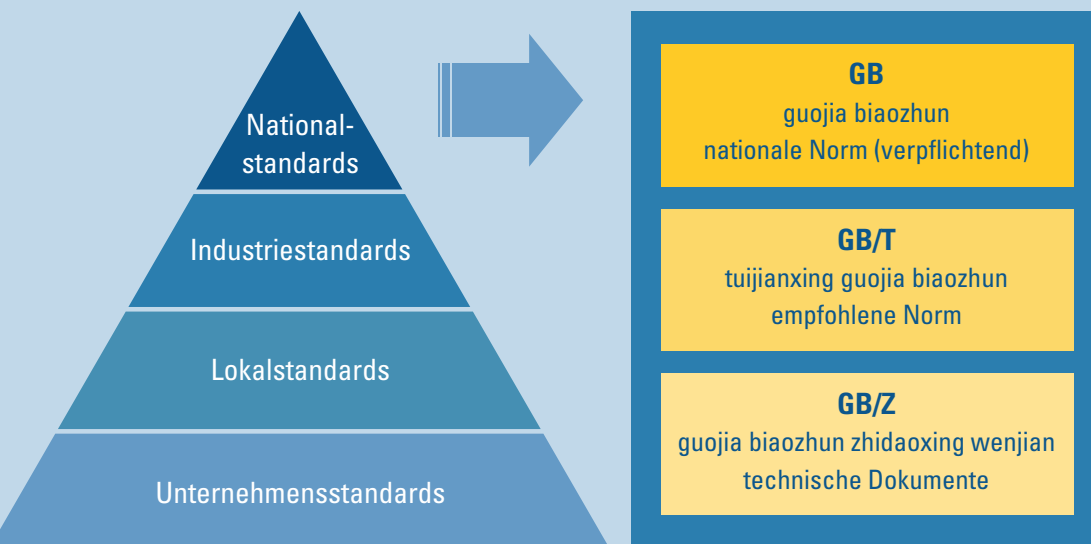 National-
standards
Industriestandards
Lokalstandards
Unternehmensstandards
GB
guojia biaozhun
nationale Norm (verpflichtend)
GB/T
tuijianxing guojia biaozhun
empfohlene Norm
GB/Z
guojia biaozhun zhidaoxing wenjian
technische Dokumente